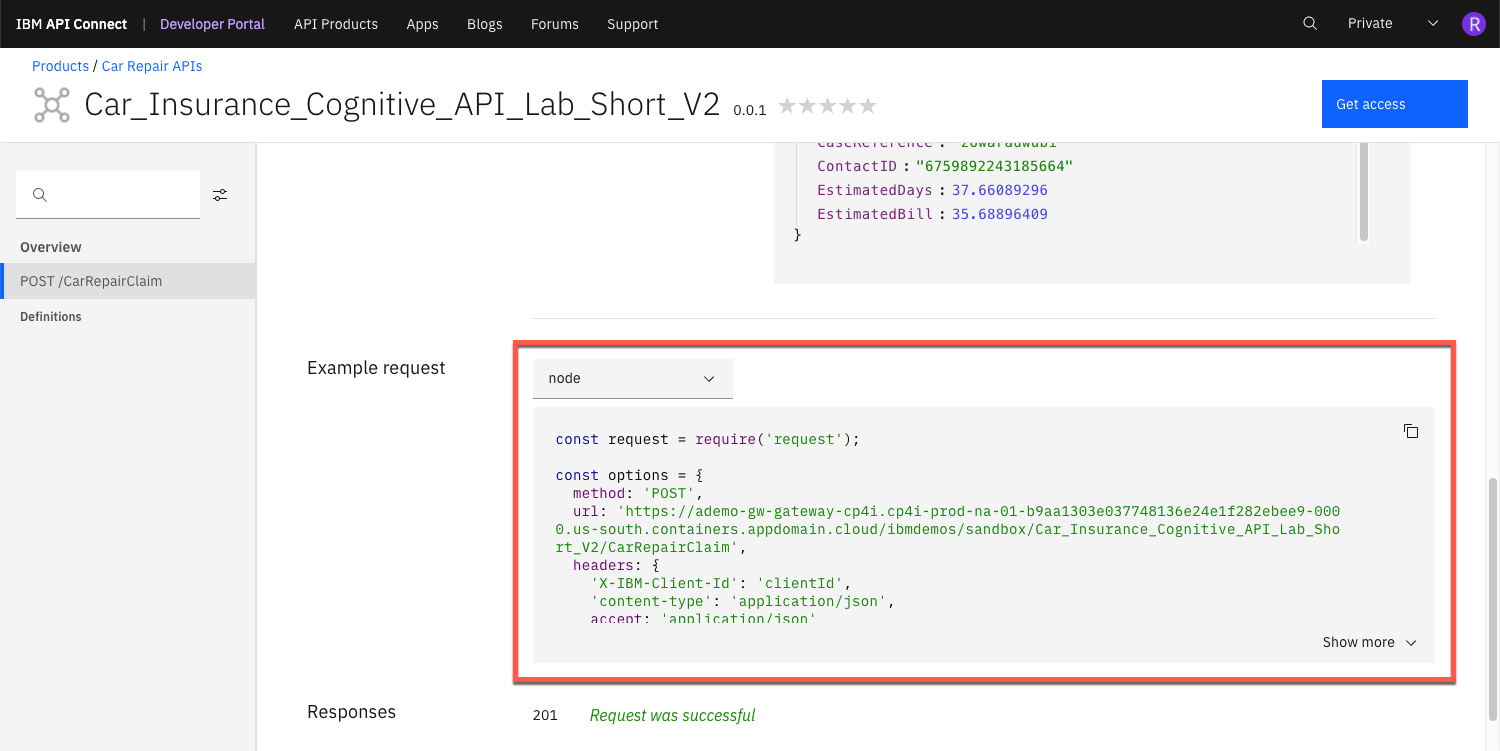 IBM API Connect | Developer Portal API Products Apps Blogs Forums Support Private R
Products / Car Repair APIs
Car_Insurance_Cognitive_API_Lab_Short_V2 0.0.1
Get access
Overview
POST /CarRepairClaim
Definitions
ContactID : "6759892243185664"
EstimatedDays : 37.66089296
EstimatedBill : 35.68896409
}
Example request
node
const request = require('request');
const options = {
method: 'POST',
url: 'https://ademo-gw-gateway-cp4i.cp4i-prod-na-01-b9aa1303e037748136e24e1f282ebee9-000
0.us-south.containers.appdomain.cloud/ibmdemos/sandbox/Car_Insurance_Cognitive_API_Lab_Sho
rt_V2/CarRepairClaim',
headers: {
'X-IBM-Client-Id': 'clientId',
'content-type': 'application/json',
accept: 'application/json'
Show more
Responses
201 Request was successful